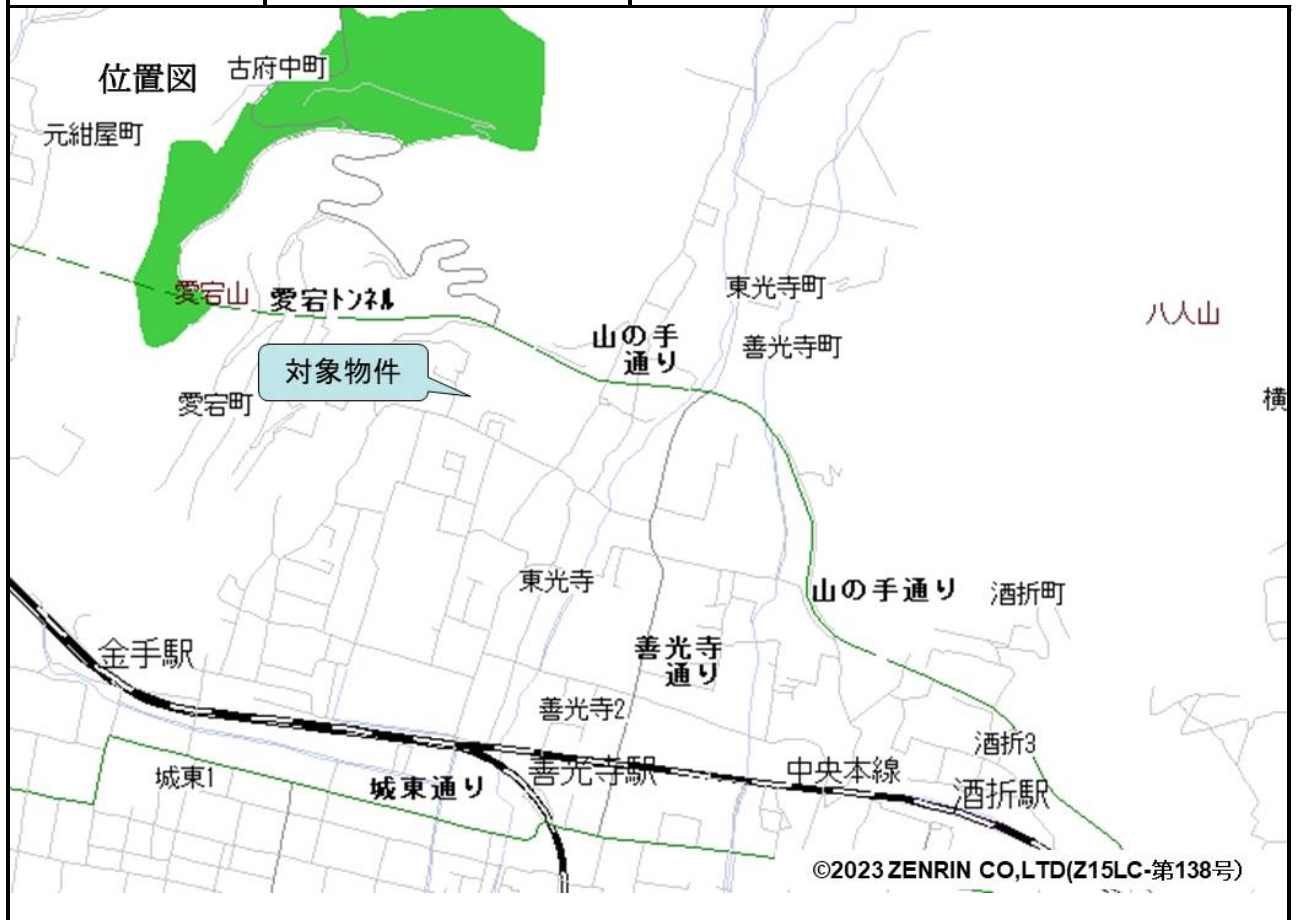 位置図
古府中町
元紺屋町
愛宕山
愛宕トンネル
東光寺町
八人山
山の手
通り
善光寺町
対象物件
愛宕町
横
東光寺
山の手通り
酒折町
善光寺
通り
金手駅
善光寺2
酒折3
城東1
城東通り
善光寺駅
中央本線
酒折駅
©2023 ZENRIN CO,LTD(Z15LC-第138号)